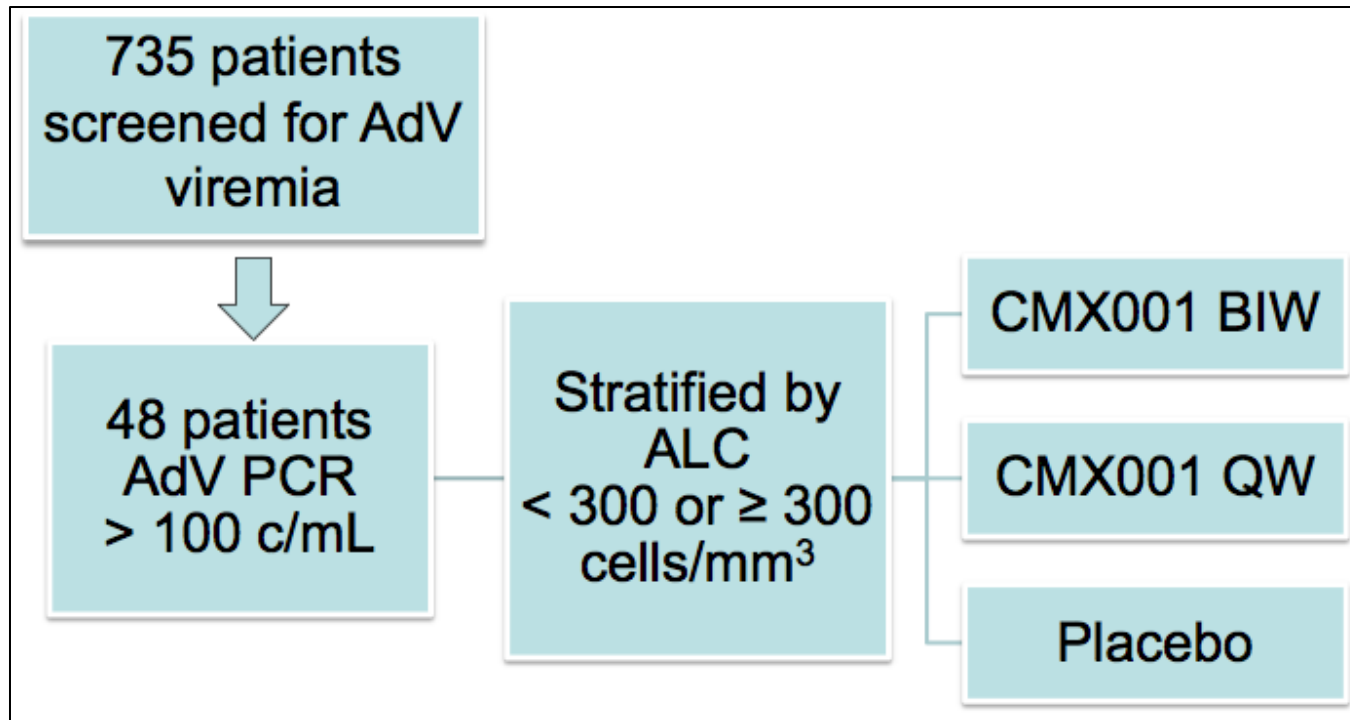 735 patients
screened for AdV
viremia
48 patients
AdV PCR
> 100 c/mL
Stratified by
ALC
< 300 or ≥ 300
cells/mm³
CMX001 BIW
CMX001 QW
Placebo